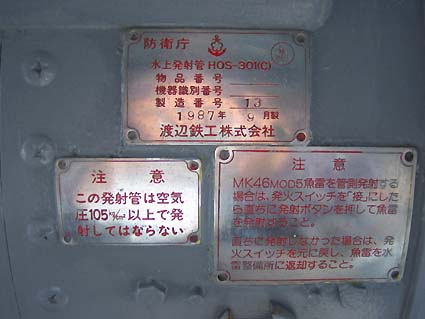 防衛庁
水上発射管 HOS-301(C)
物品番号
機器識別番号
製造番号 13
1987年 9月製
渡辺鉄工株式会社
注意
この発射管は空気
圧105kg/cm²以上で発
射してはならない
注意
MK46MOD5魚雷を管側発射する
場合は、発火スイッチを"接"にした
ら直ちに発射ボタンを押して魚雷
を発射すること。
直ちに発射しなかった場合は、発
火スイッチを元に戻し、魚雷を水
雷整備所に返却すること。